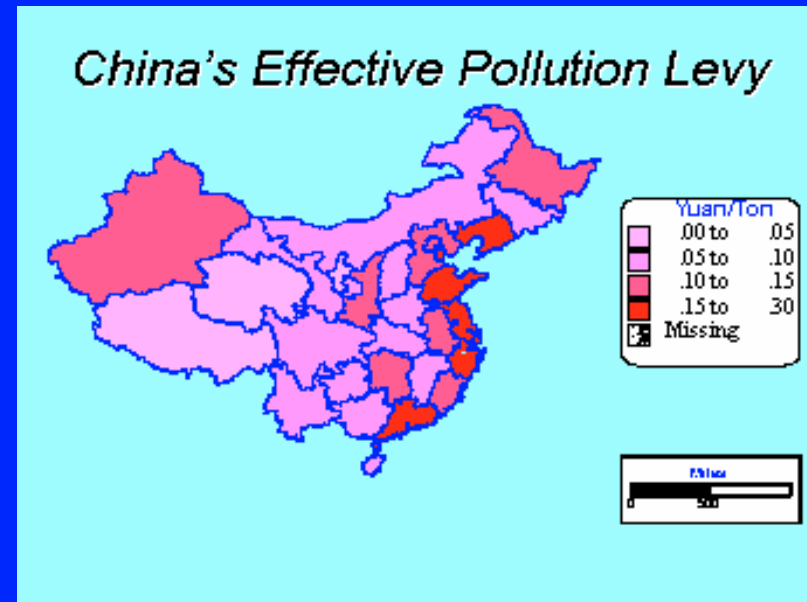 China's Effective Pollution Levy
Yuan/Ton
.00 to .05
.05 to .10
.10 to .15
.15 to .30
Missing
Miles
0 500